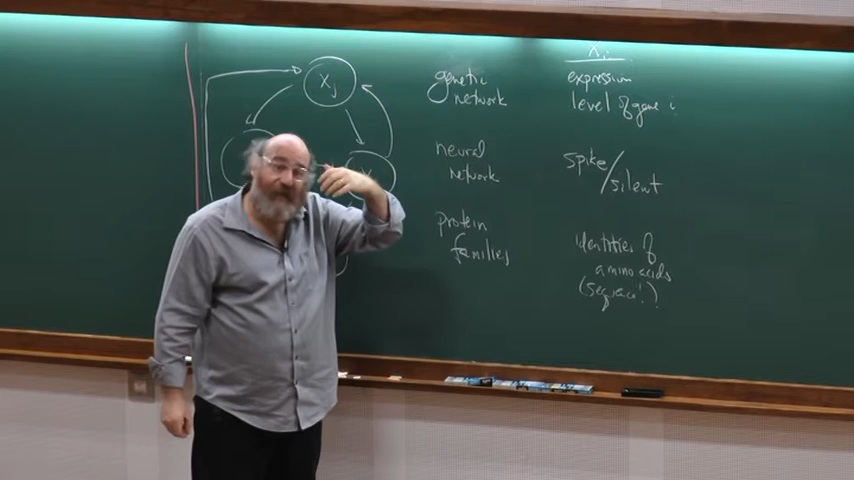 Xj
genetic
network
neural
network
protein
families
Xi
expression
level of gene i
spike/
silent
identities of
amino acids
(sequence!)